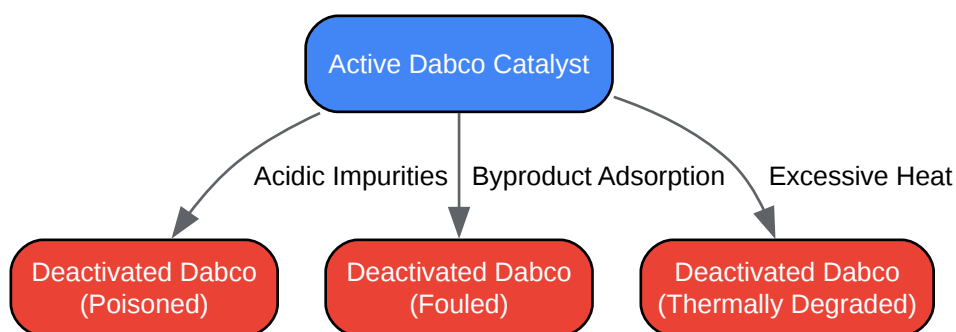 Active Dabco Catalyst
Acidic Impurities
Byproduct Adsorption
Excessive Heat
Deactivated Dabco
(Poisoned)
Deactivated Dabco
(Fouled)
Deactivated Dabco
(Thermally Degraded)